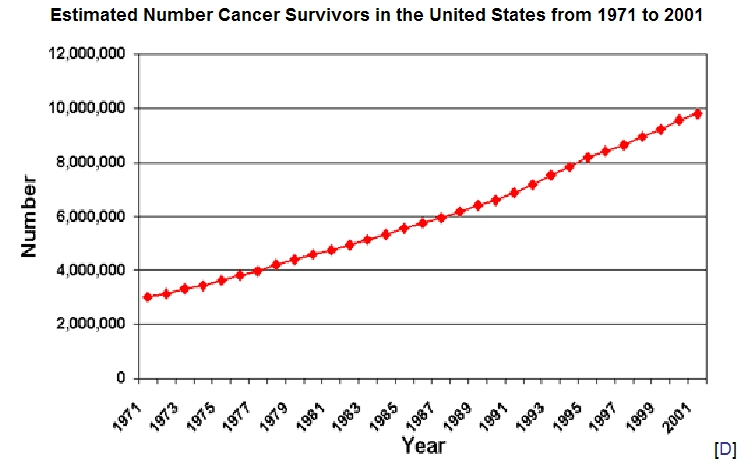 Estimated Number Cancer Survivors in the United States from 1971 to 2001
12,000,000
10,000,000
8,000,000
6,000,000
4,000,000
2,000,000
0
Number
1971 1973 1975 1977 1979 1981 1983 1985 1987 1989 1991 1993 1995 1997 1999 2001
Year
[D]